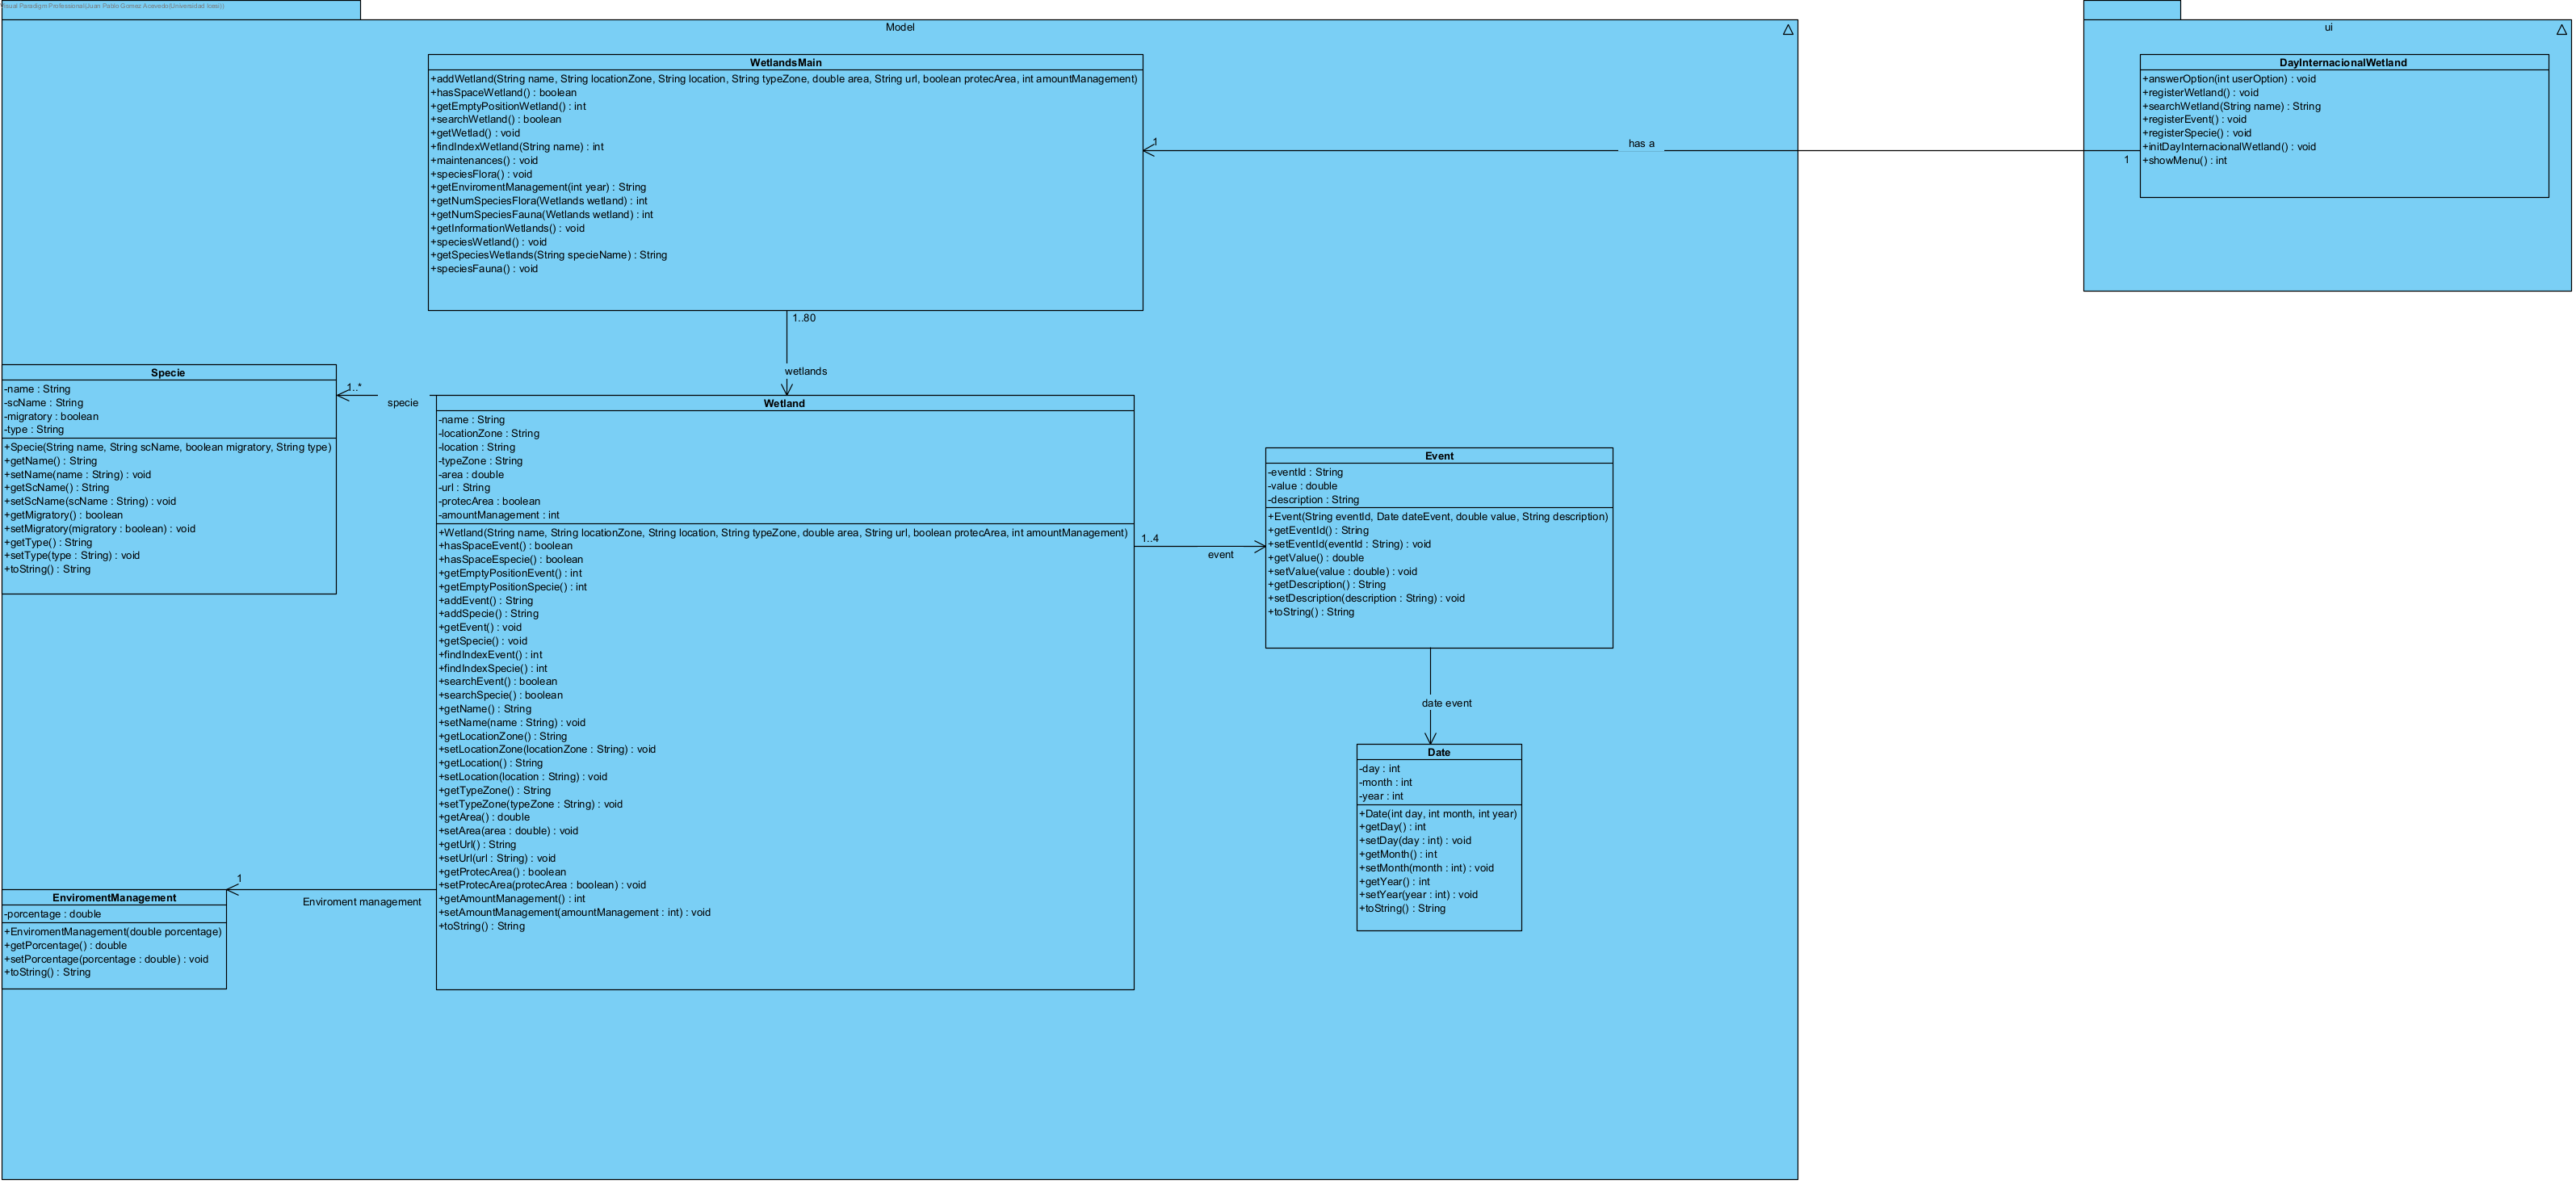 Visual Paradigm Professional(Juan Pablo Gomez Acevedo(Universidad Icesi))
Model
WetlandsMain
+addWetland(String name, String locationZone, String location, String typeZone, double area, String url, boolean protecArea, int amountManagement)
+hasSpaceWetland() : boolean
+getEmptyPositionWetland() : int
+searchWetland() : boolean
+getWetlad() : void
+findIndexWetland(String name) : int
+maintenances() : void
+speciesFlora() : void
+getEnviromentManagement(int year) : String
+getNumSpeciesFlora(Wetlands wetland) : int
+getNumSpeciesFauna(Wetlands wetland) : int
+getInformationWetlands() : void
+speciesWetland() : void
+getSpeciesWetlands(String specieName) : String
+speciesFauna() : void
1
has a
1
ui
DayInternacionalWetland
+answerOption(int userOption) : void
+registerWetland() : void
+searchWetland(String name) : String
+registerEvent() : void
+registerSpecie() : void
+initDayInternacionalWetland() : void
+showMenu() : int
1..80
wetlands
Specie
-name : String
-scName : String
-migratory : boolean
-type : String
+Specie(String name, String scName, boolean migratory, String type)
+getName() : String
+setName(name : String) : void
+getScName() : String
+setScName(scName : String) : void
+getMigratory() : boolean
+setMigratory(migratory : boolean) : void
+getType() : String
+setType(type : String) : void
+toString() : String
1..*
specie
Wetland
-name : String
-locationZone : String
-location : String
-typeZone : String
-area : double
-url : String
-protecArea : boolean
-amountManagement : int
+Wetland(String name, String locationZone, String location, String typeZone, double area, String url, boolean protecArea, int amountManagement)
+hasSpaceEvent() : boolean
+hasSpaceEspecie() : boolean
+getEmptyPositionEvent() : int
+getEmptyPositionSpecie() : int
+addEvent() : String
+addSpecie() : String
+getEvent() : void
+getSpecie() : void
+findIndexEvent() : int
+findIndexSpecie() : int
+searchEvent() : boolean
+searchSpecie() : boolean
+getName() : String
+setName(name : String) : void
+getLocationZone() : String
+setLocationZone(locationZone : String) : void
+getLocation() : String
+setLocation(location : String) : void
+getTypeZone() : String
+setTypeZone(typeZone : String) : void
+getArea() : double
+setArea(area : double) : void
+getUrl() : String
+setUrl(url : String) : void
+getProtecArea() : boolean
+setProtecArea(protecArea : boolean) : void
+getAmountManagement() : int
+setAmountManagement(amountManagement : int) : void
+toString() : String
1..4
event
Event
-eventId : String
-value : double
-description : String
+Event(String eventId, Date dateEvent, double value, String description)
+getEventId() : String
+setEventId(eventId : String) : void
+getValue() : double
+setValue(value : double) : void
+getDescription() : String
+setDescription(description : String) : void
+toString() : String
date event
Date
-day : int
-month : int
-year : int
+Date(int day, int month, int year)
+getDay() : int
+setDay(day : int) : void
+getMonth() : int
+setMonth(month : int) : void
+getYear() : int
+setYear(year : int) : void
+toString() : String
1
Enviroment management
EnviromentManagement
-porcentage : double
+EnviromentManagement(double porcentage)
+getPorcentage() : double
+setPorcentage(porcentage : double) : void
+toString() : String